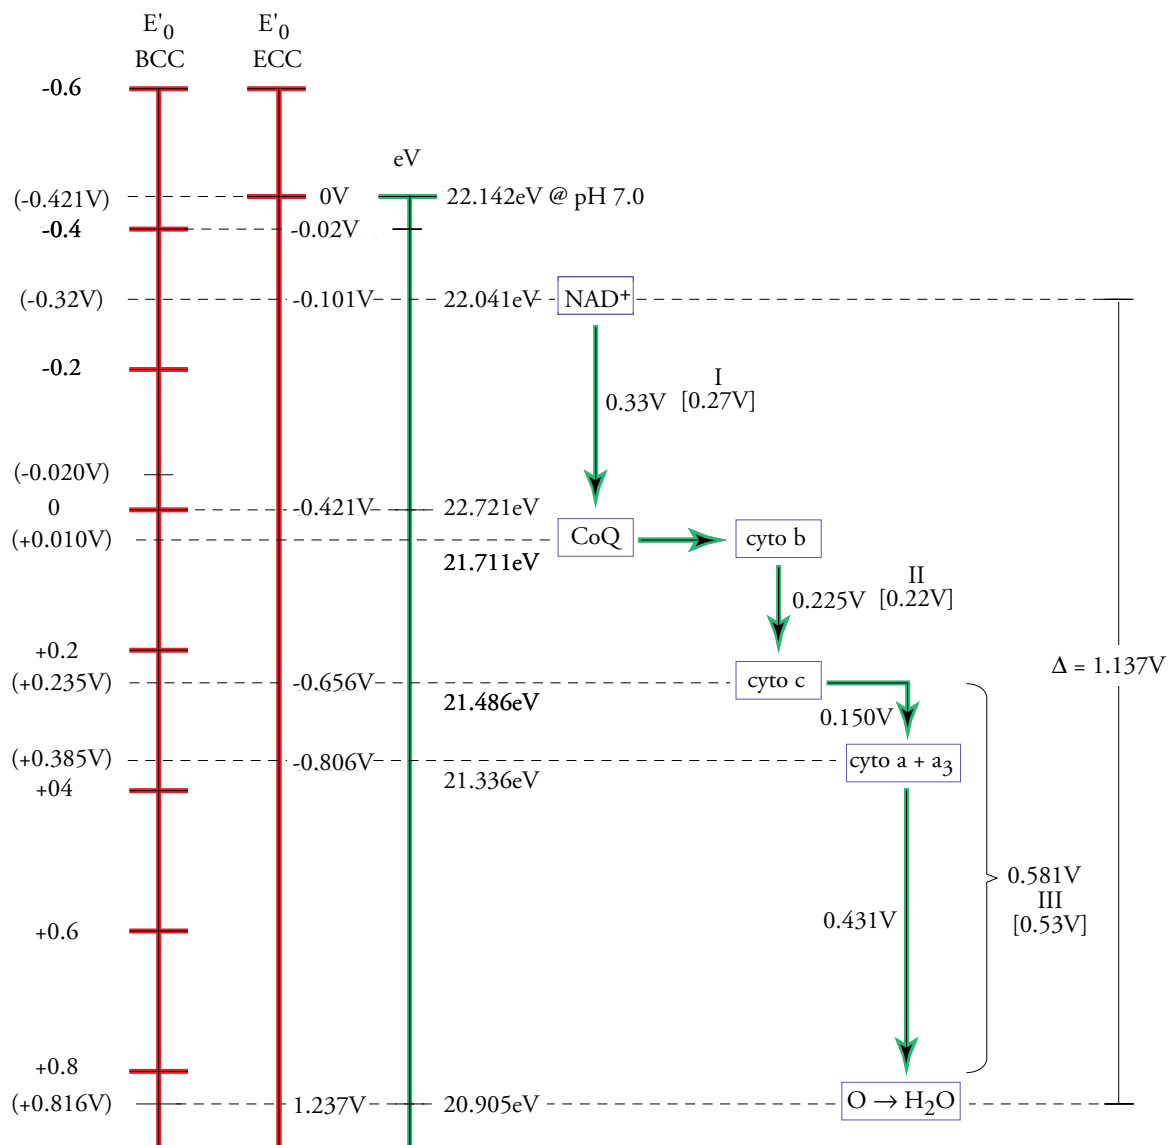 E'0 E'0
BCC ECC
-0.6
eV
(-0.421V) 0V 22.142eV @ pH 7.0
-0.4 -0.02V
(-0.32V) -0.101V 22.041eV NAD+
-0.2
I
0.33V [0.27V]
(-0.020V)
0 -0.421V 22.721eV
(+0.010V) CoQ cyto b
21.711eV
II
0.225V [0.22V]
+0.2
Δ = 1.137V
(+0.235V) -0.656V cyto c
21.486eV
0.150V
(+0.385V) -0.806V cyto a + a3
21.336eV
+04
0.581V
III
[0.53V]
0.431V
+0.6
+0.8
(+0.816V) 1.237V 20.905eV O → H2O